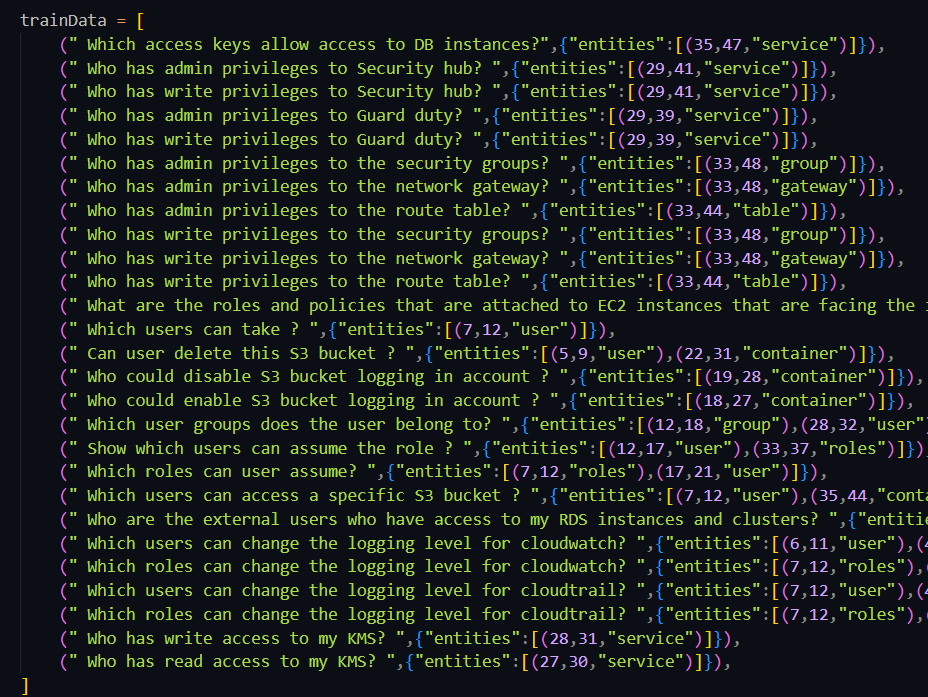 trainData = [
(" Which access keys allow access to DB instances?",{"entities":[(35,47,"service")]}),
(" Who has admin privileges to Security hub? ",{"entities":[(29,41,"service")]}),
(" Who has write privileges to Security hub? ",{"entities":[(29,41,"service")]}),
(" Who has admin privileges to Guard duty? ",{"entities":[(29,39,"service")]}),
(" Who has write privileges to Guard duty? ",{"entities":[(29,39,"service")]}),
(" Who has admin privileges to the security groups? ",{"entities":[(33,48,"group")]}),
(" Who has admin privileges to the network gateway? ",{"entities":[(33,48,"gateway")]}),
(" Who has admin privileges to the route table? ",{"entities":[(33,44,"table")]}),
(" Who has write privileges to the security groups? ",{"entities":[(33,48,"group")]}),
(" Who has write privileges to the network gateway? ",{"entities":[(33,48,"gateway")]}),
(" Who has write privileges to the route table? ",{"entities":[(33,44,"table")]}),
(" What are the roles and policies that are attached to EC2 instances that are facing the
(" Which users can take ? ",{"entities":[(7,12,"user")]}),
(" Can user delete this S3 bucket ? ",{"entities":[(5,9,"user"),(22,31,"container")]}),
(" Who could disable S3 bucket logging in account ? ",{"entities":[(19,28,"container")]}),
(" Who could enable S3 bucket logging in account ? ",{"entities":[(18,27,"container")]}),
(" Which user groups does the user belong to? ",{"entities":[(12,18,"group"),(28,32,"user"
(" Show which users can assume the role ? ",{"entities":[(12,17,"user"),(33,37,"roles")]})
(" Which roles can user assume? ",{"entities":[(7,12,"roles"),(17,21,"user")]}),
(" Which users can access a specific S3 bucket ? ",{"entities":[(7,12,"user"),(35,44,"conta
(" Who are the external users who have access to my RDS instances and clusters? ",{"entiti
(" Which users can change the logging level for cloudwatch? ",{"entities":[(6,11,"user"),(4
(" Which roles can change the logging level for cloudwatch? ",{"entities":[(7,12,"roles"),
(" Which users can change the logging level for cloudtrail? ",{"entities":[(7,12,"user"),(4
(" Which roles can change the logging level for cloudtrail? ",{"entities":[(7,12,"roles"),
(" Who has write access to my KMS? ",{"entities":[(28,31,"service")]}),
(" Who has read access to my KMS? ",{"entities":[(27,30,"service")]}),
]